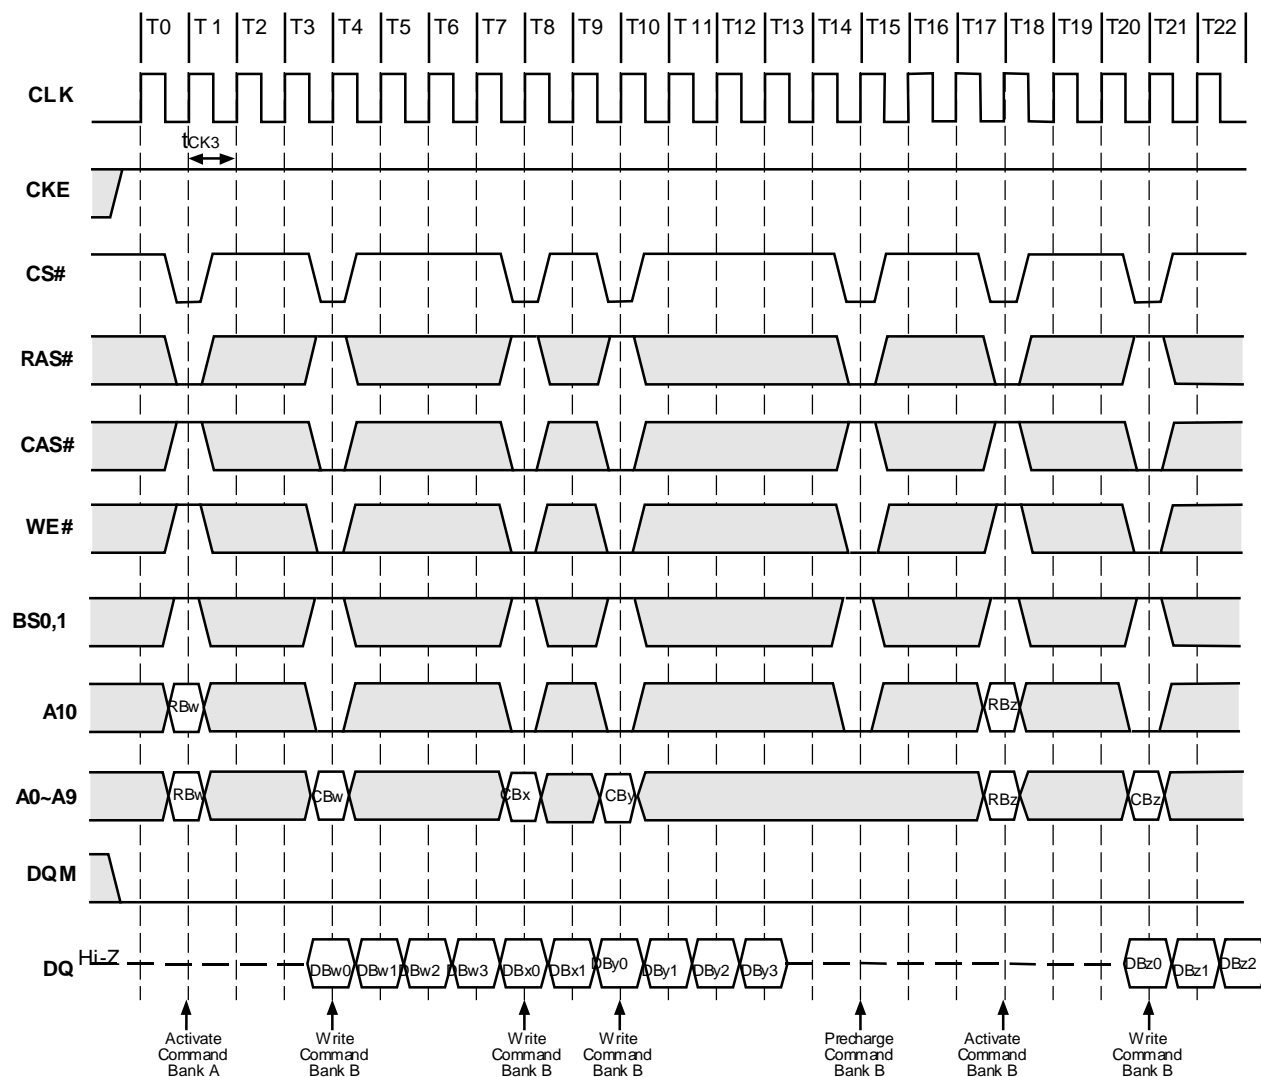 T0 T 1 T2 T3 T4 T5 T6 T7 T8 T9 T10 T 11 T12 T13 T14 T15 T16 T17 T18 T19 T20 T21 T22
CLK
tCK3
CKE
CS#
RAS#
CAS#
WE#
BS0,1
A10 RBw RBz
A0~A9 RBw CBw CBx CBy RBz CBz
DQM
DQ Hi-Z DBw0 DBw1 DBw2 DBw3 DBx0 DBx1 DBy0 DBy1 DBy2 DBy3 DBz0 DBz1 DBz2
Activate
Command
Bank A
Write
Command
Bank B
Write
Command
Bank B
Write
Command
Bank B
Precharge
Command
Bank B
Activate
Command
Bank B
Write
Command
Bank B